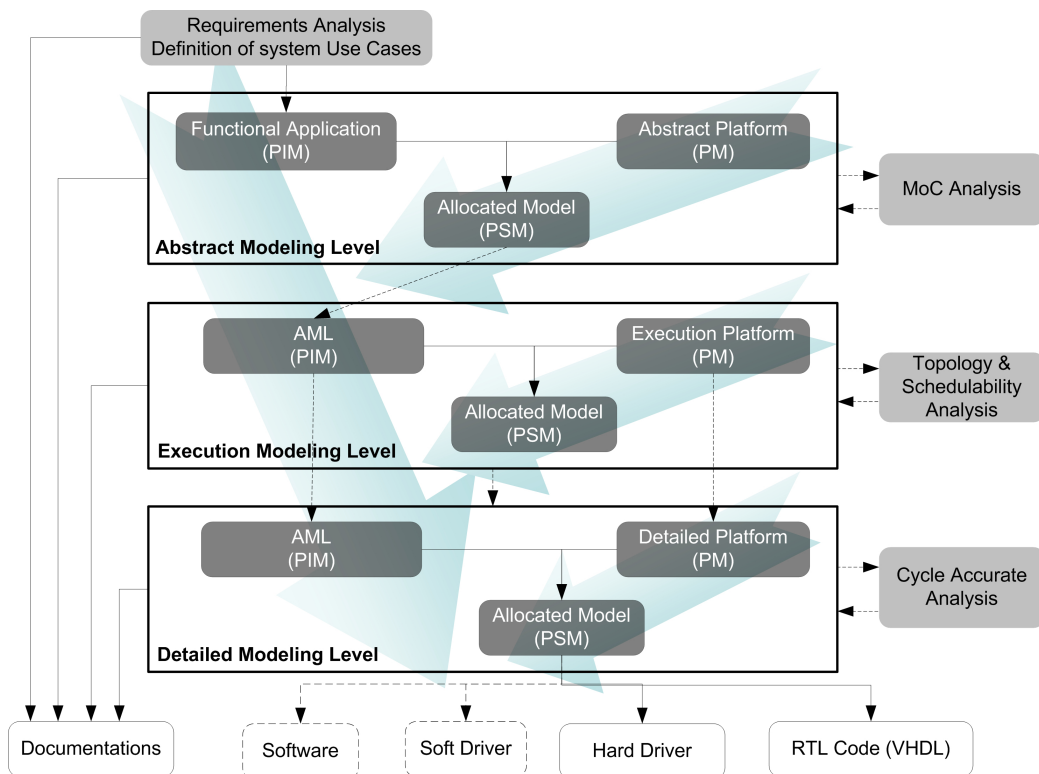 Requirements Analysis
Definition of system Use Cases
Functional Application
(PIM)
Abstract Platform
(PM)
MoC Analysis
Allocated Model
(PSM)
Abstract Modeling Level
AML
(PIM)
Execution Platform
(PM)
Topology &
Schedulability
Analysis
Allocated Model
(PSM)
Execution Modeling Level
AML
(PIM)
Detailed Platform
(PM)
Cycle Accurate
Analysis
Allocated Model
(PSM)
Detailed Modeling Level
Documentations
Software
Soft Driver
Hard Driver
RTL Code (VHDL)